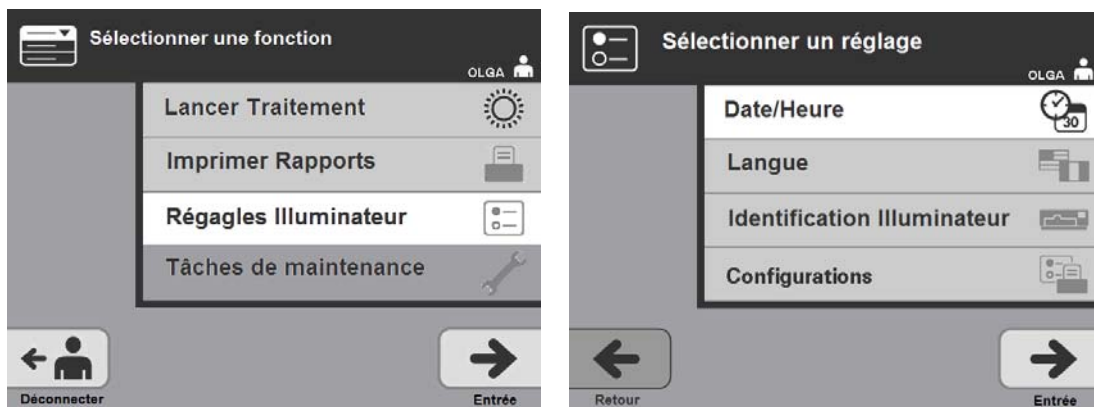 Sélectionner une fonction
OLGA
Lancer Traitement
Imprimer Rapports
Régagles Illuminateur
Tâches de maintenance
Déconnecter
Entrée
Sélectionner un réglage
OLGA
Date/Heure
30
Langue
Identification Illuminateur
Configurations
Retour
Entrée